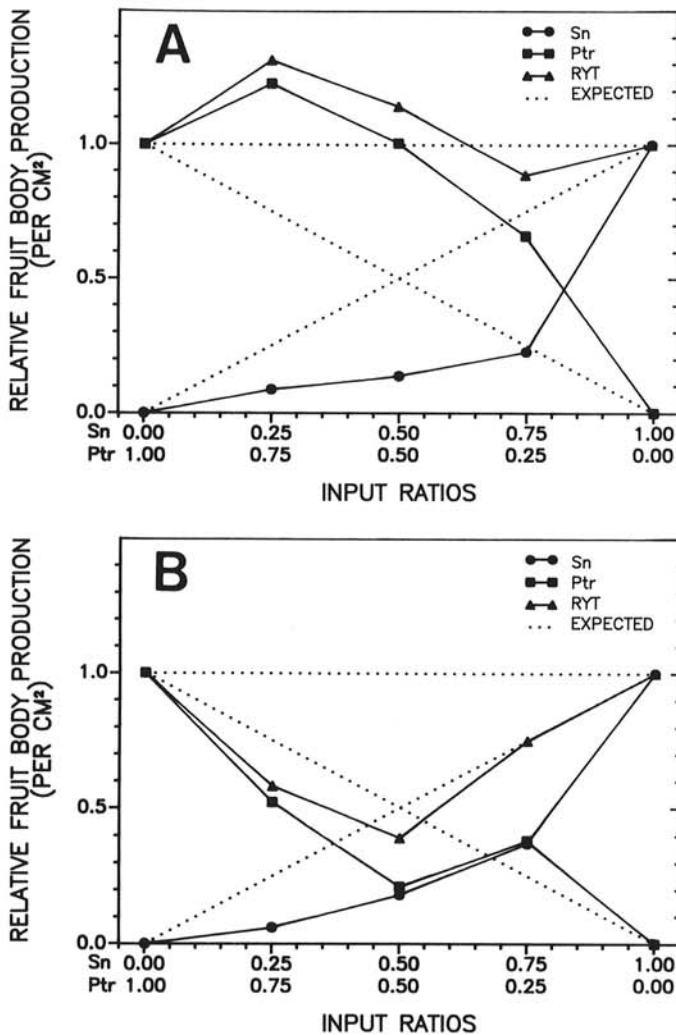 A
Sn
Ptr
RYT
EXPECTED
RELATIVE FRUIT BODY PRODUCTION
(PER CM²)
1.0
0.5
0.0
Sn 0.00 0.25 0.50 0.75 1.00
Ptr 1.00 0.75 0.50 0.25 0.00
INPUT RATIOS
B
Sn
Ptr
RYT
EXPECTED
RELATIVE FRUIT BODY PRODUCTION
(PER CM²)
1.0
0.5
0.0
Sn 0.00 0.25 0.50 0.75 1.00
Ptr 1.00 0.75 0.50 0.25 0.00
INPUT RATIOS